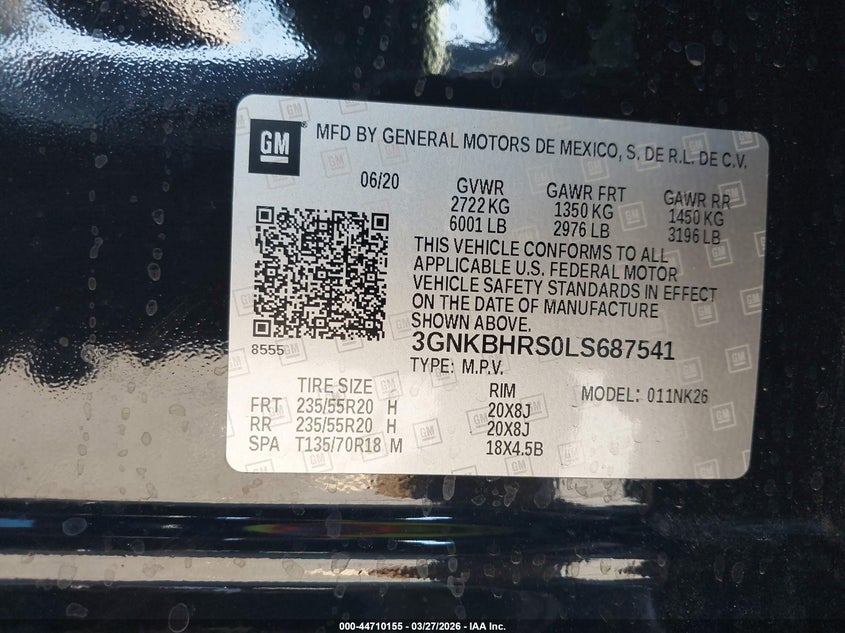 GM
MFD BY GENERAL MOTORS DE MEXICO, S. DE R.L. DE C.V.
06/20
GVWR
2722 KG
6001 LB
GAWR FRT
1350 KG
2976 LB
GAWR RR
1450 KG
3196 LB
THIS VEHICLE CONFORMS TO ALL
APPLICABLE U.S. FEDERAL MOTOR
VEHICLE SAFETY STANDARDS IN EFFECT
ON THE DATE OF MANUFACTURE
SHOWN ABOVE.
8555
3GNKBHRS0LS687541
TYPE: M.P.V.
TIRE SIZE
RIM
MODEL: 011NK26
FRT 235/55R20 H 20X8J
RR 235/55R20 H 20X8J
SPA T135/70R18 M 18X4.5B
000-44710155 - 03/27/2026 - IAA Inc.